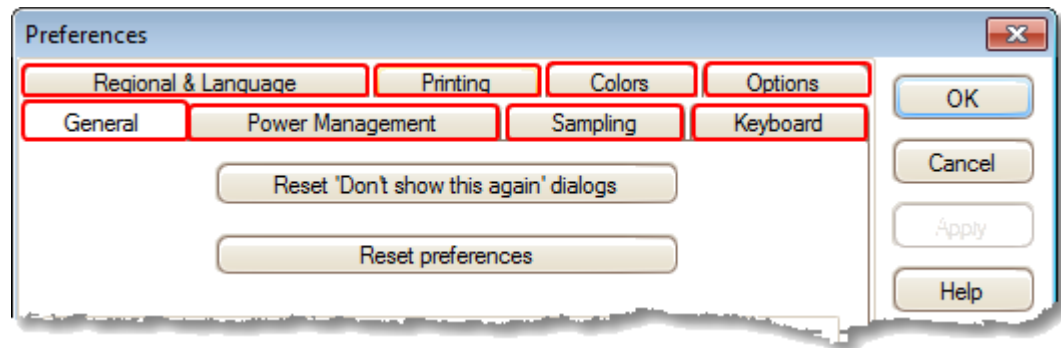 Preferences
Regional & Language Printing Colors Options
General Power Management Sampling Keyboard
Reset 'Don't show this again' dialogs
Reset preferences
OK
Cancel
Apply
Help